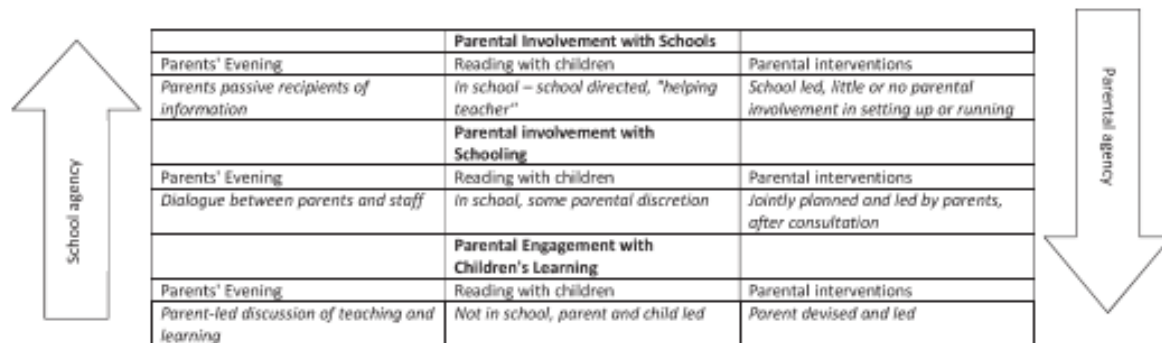 Parental Involvement with Schools
Parents' Evening Reading with children Parental interventions
Parents passive recipients of In school – school directed, "helping School led, little or no parental
information teacher" involvement in setting up or running
Parental involvement with
Schooling
Parents' Evening Reading with children Parental interventions
Dialogue between parents and staff In school, some parental discretion Jointly planned and led by parents,
after consultation
Parental Engagement with
Children's Learning
Parents' Evening Reading with children Parental interventions
Parent-led discussion of teaching and Not in school, parent and child led Parent devised and led
learning
School agency
Parental agency